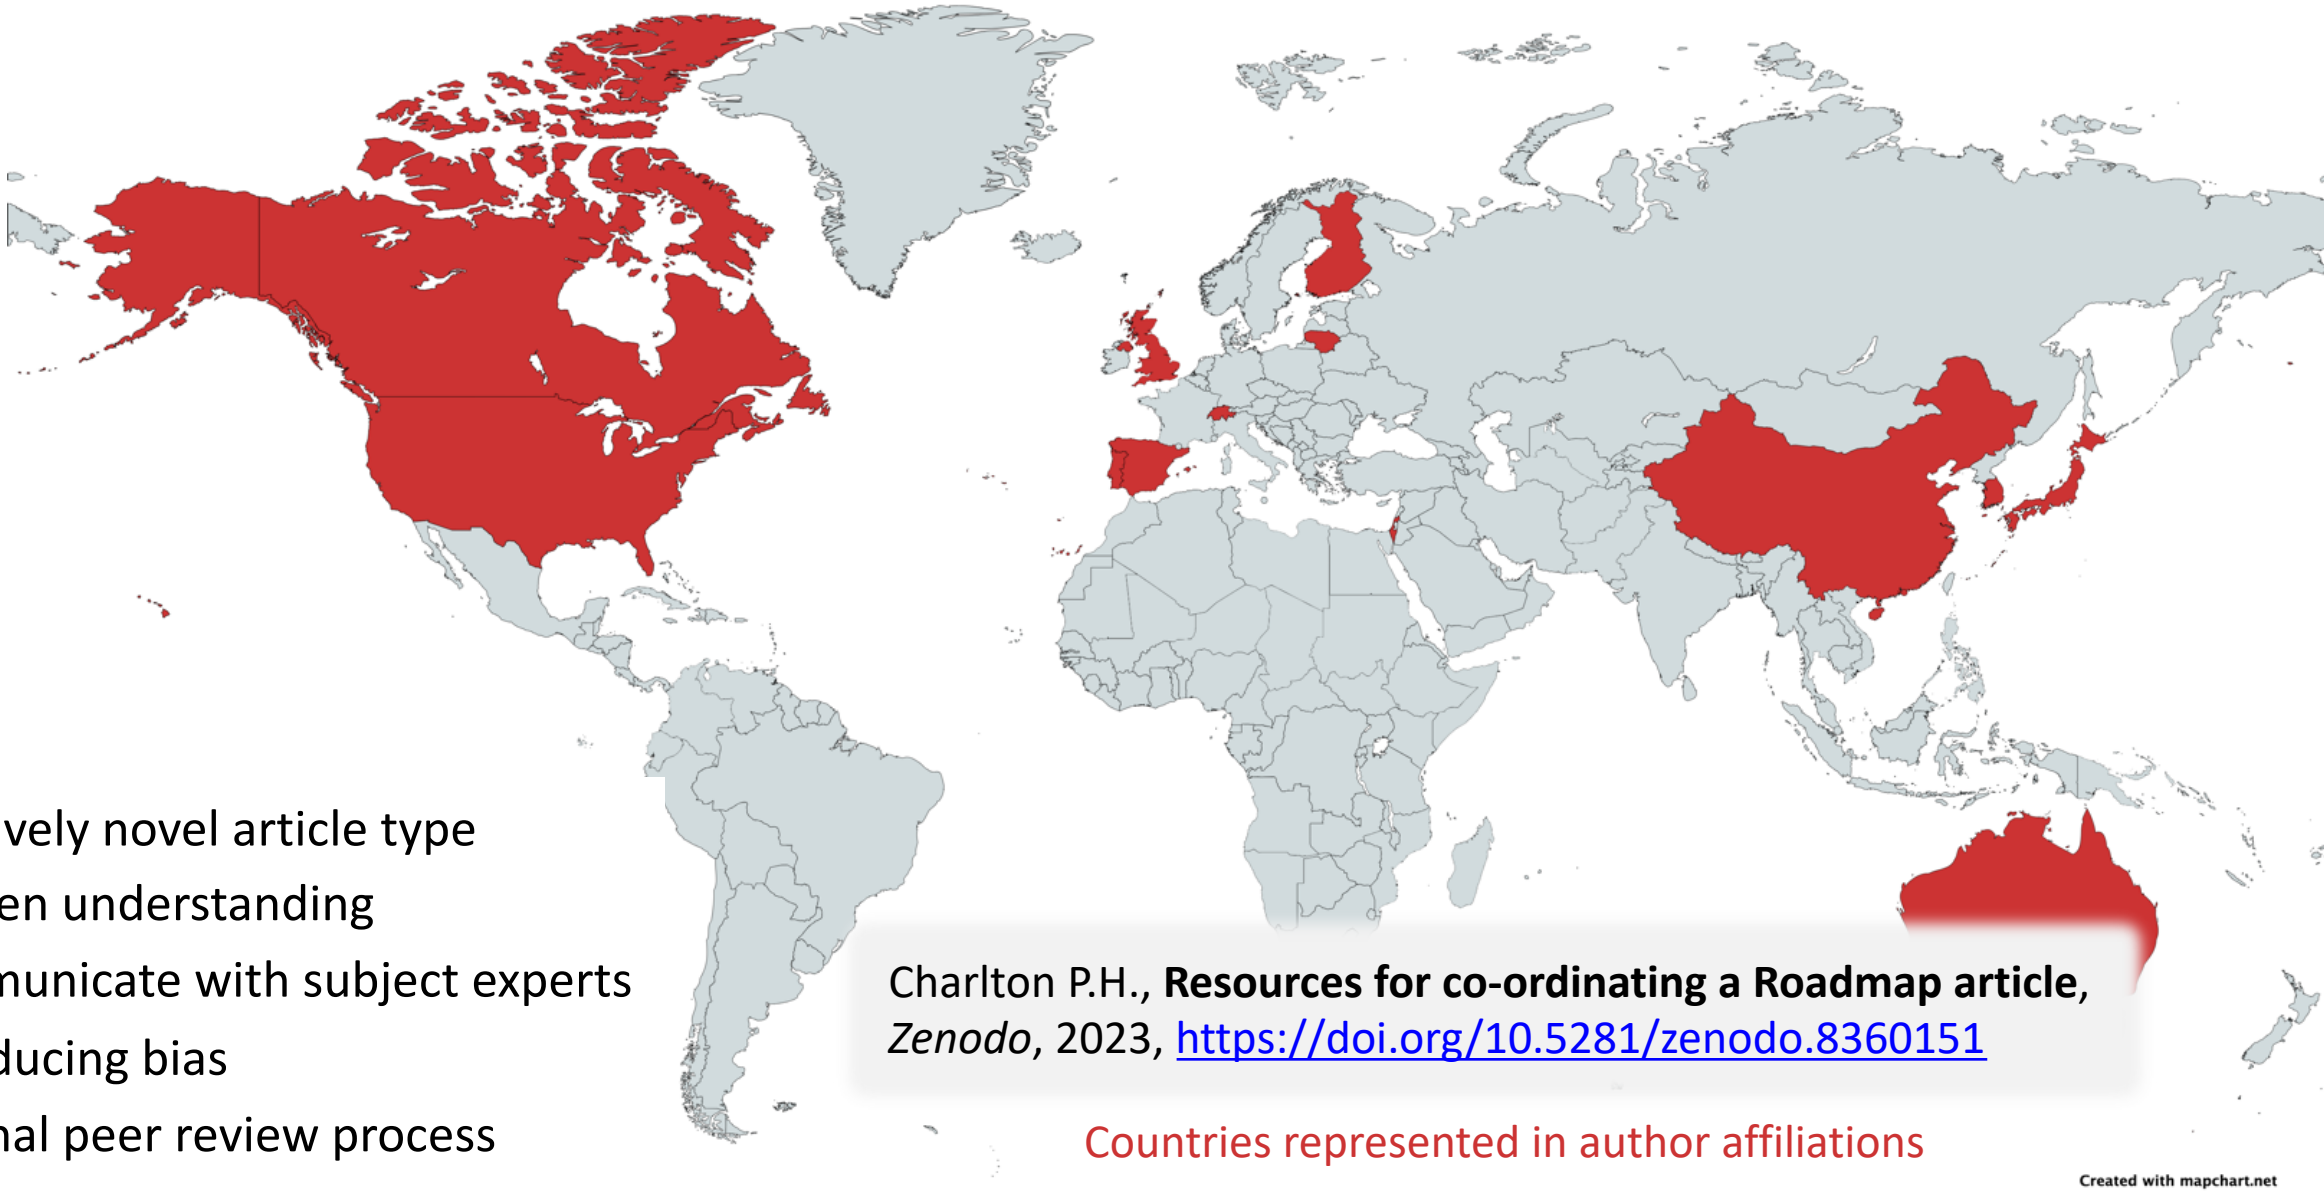 vely novel article type
en understanding
municate with subject experts
ducing bias
nal peer review process
Charlton P.H., Resources for co-ordinating a Roadmap article,
Zenodo, 2023, https://doi.org/10.5281/zenodo.8360151
Countries represented in author affiliations
Created with mapchart.net